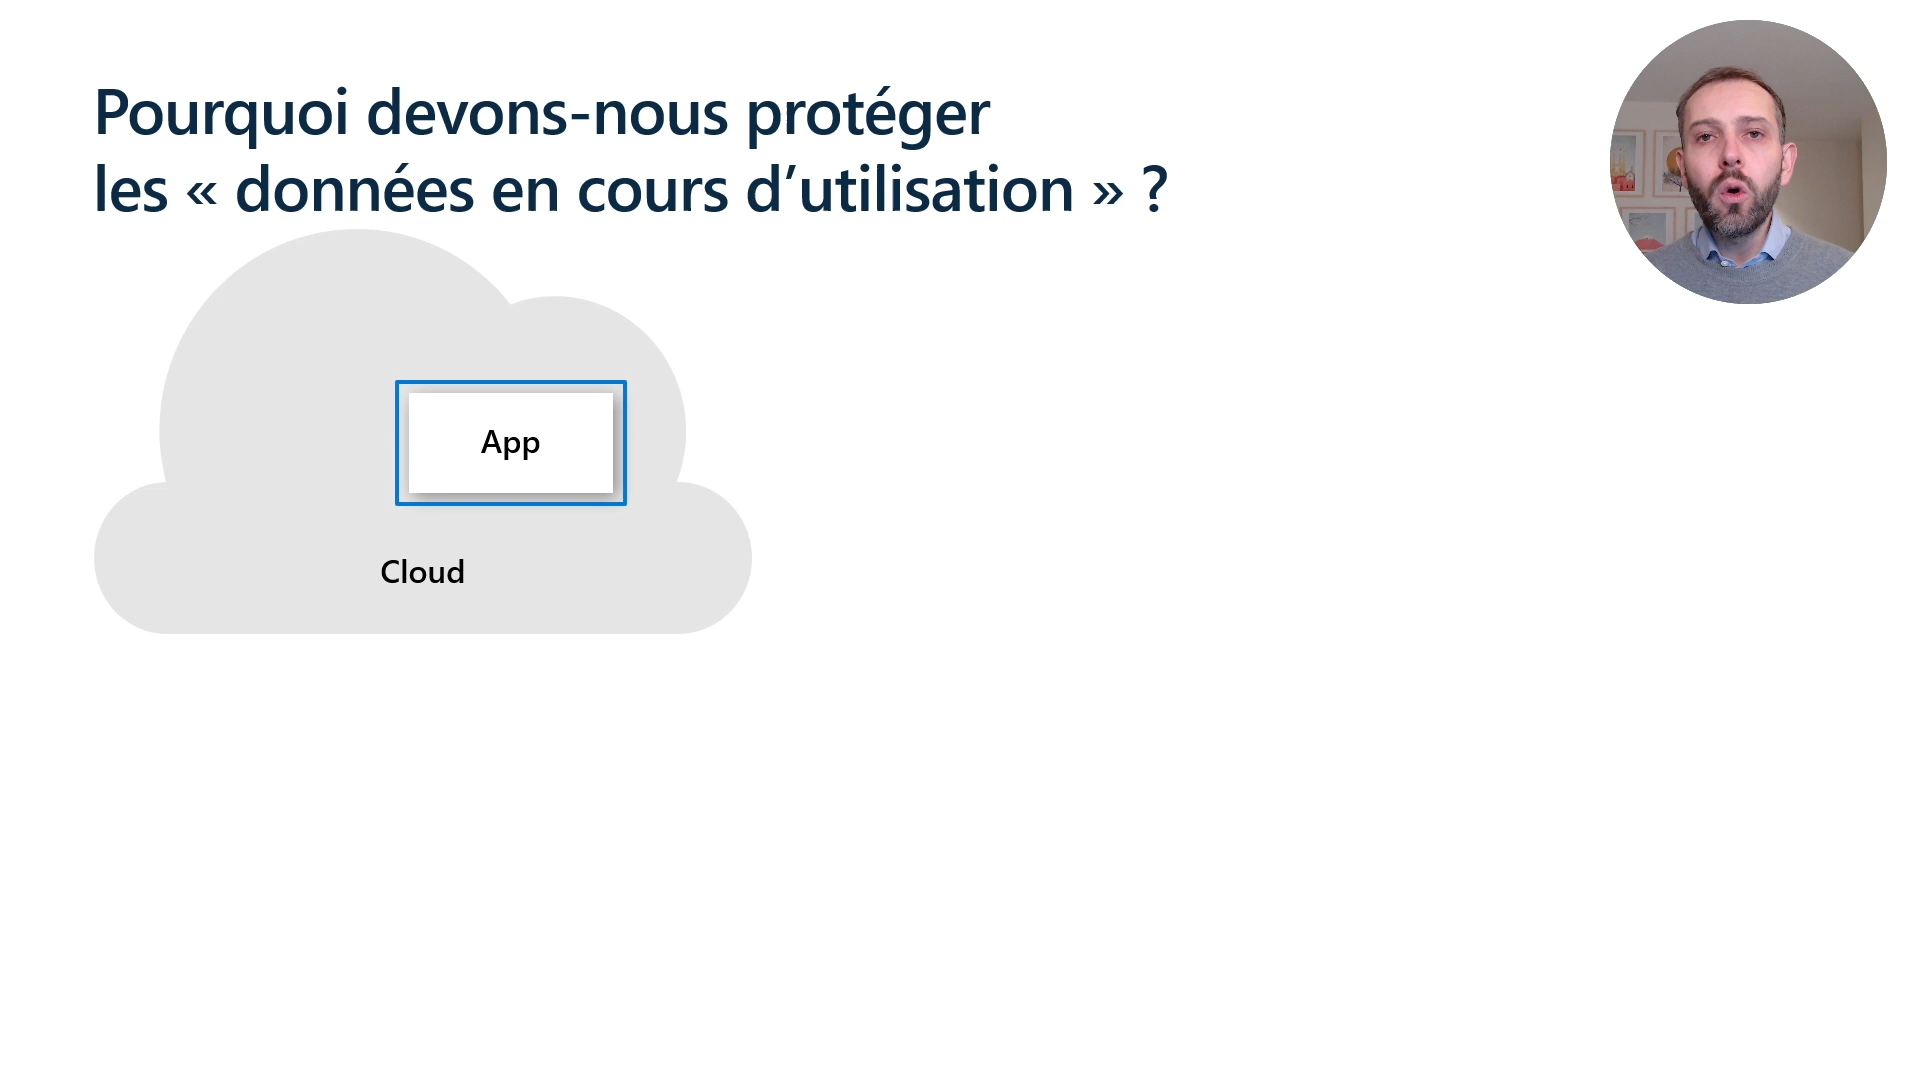 Pourquoi devons-nous protéger
les « données en cours d’utilisation » ?
App
Cloud